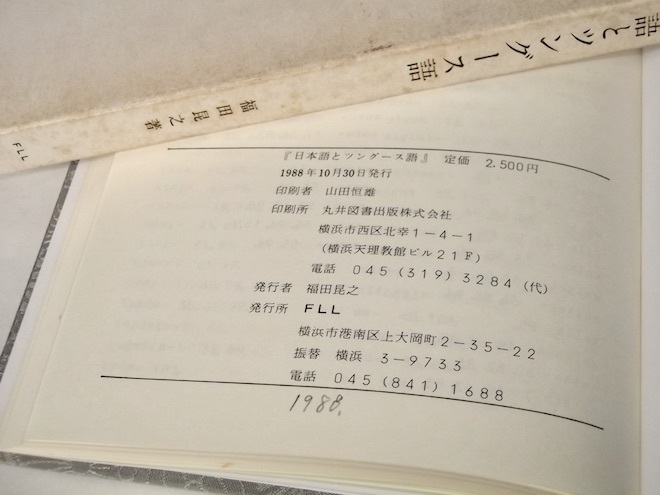 語とツングース語 福田昆之著 FLL
『日本語とツングース語』 定価 2,500円
1988年10月30日発行
印刷者 山田恒雄
印刷所 丸井図書出版株式会社
横浜市西区北幸1-4-1
(横浜天理教館ビル21F)
電話 045(319)3284(代)
発行者 福田昆之
発行所 FLL
横浜市港南区上大岡町2-35-22
振替 横浜 3-9733
電話 045(841)1688
1988.